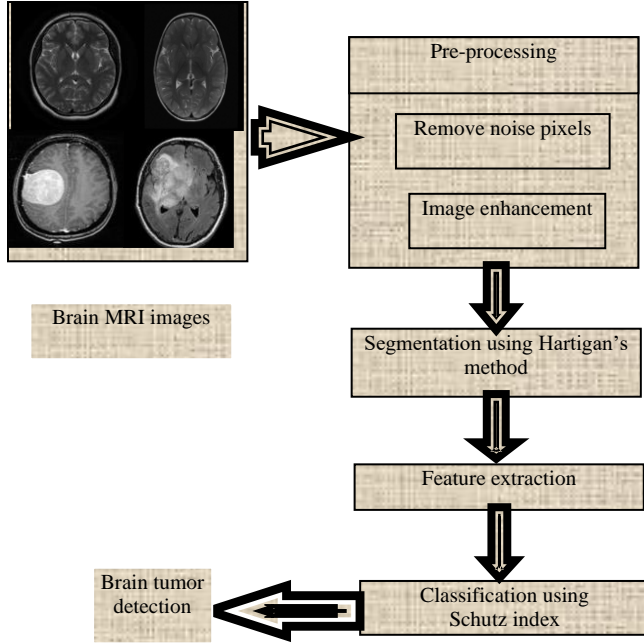 Pre-processing
Remove noise pixels
Image enhancement
Brain MRI images
Segmentation using Hartigan's
method
Feature extraction
Classification using
Schutz index
Brain tumor
detection